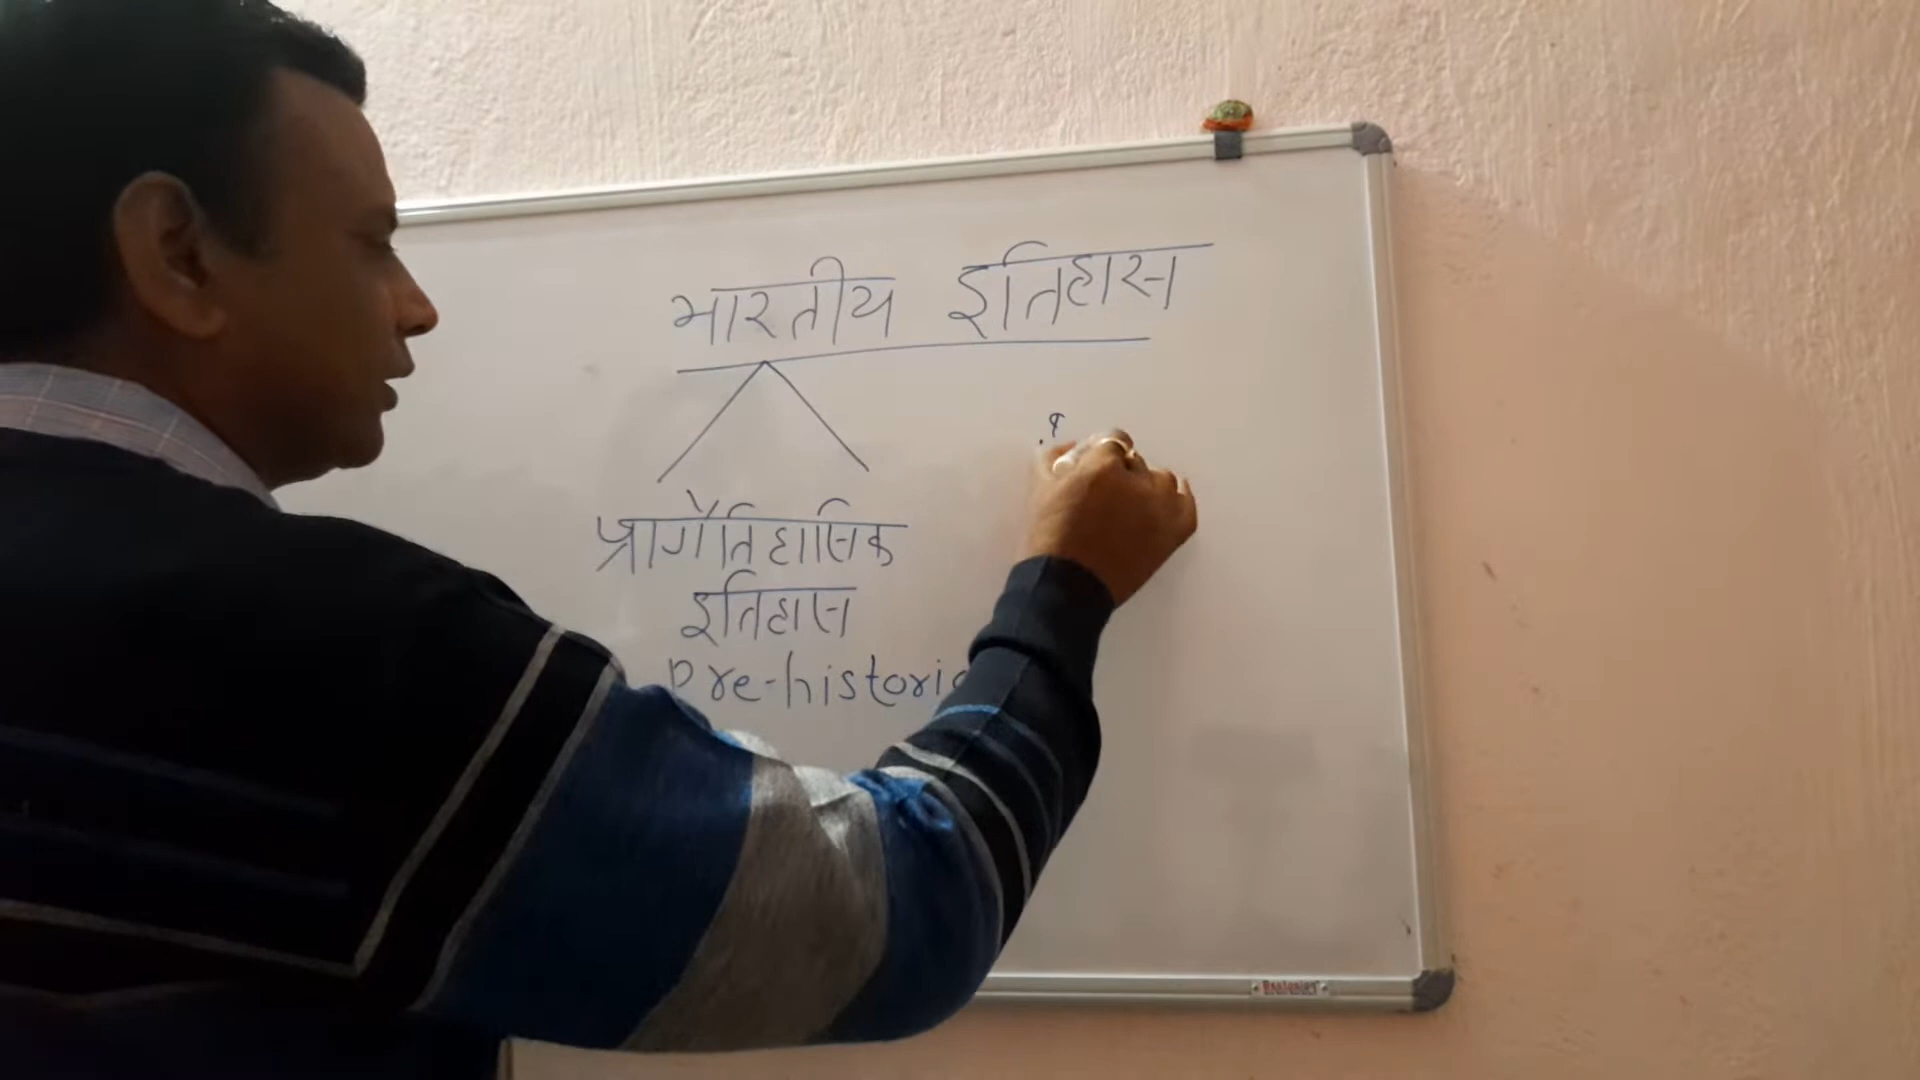 भारतीय इतिहास
प्रागैतिहासिक
इतिहास
Pre-historic